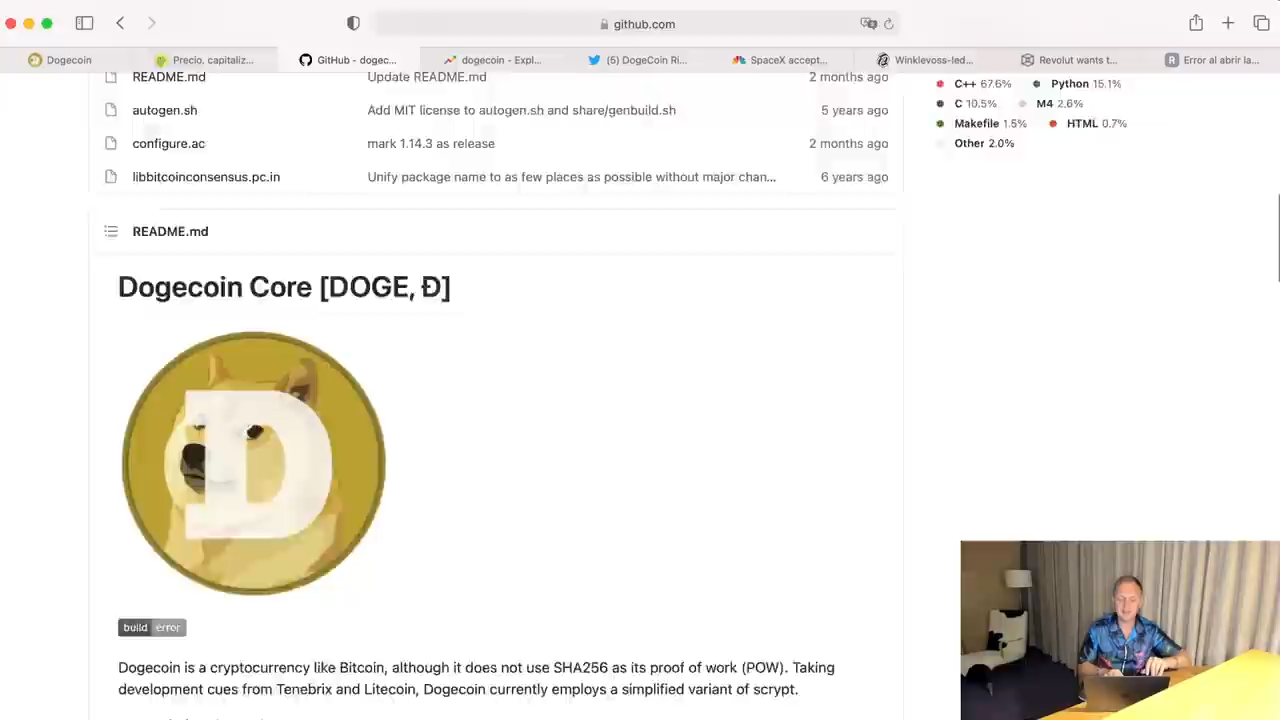 github.com
Dogecoin
Precio, capitaliz...
GitHub - dogec...
dogecoin - Expl...
(5) DogeCoin Ri...
SpaceX accept...
Winklevoss-led...
Revolut wants t...
Error al abrir la...
README.md Update README.md 2 months ago
autogen.sh Add MIT license to autogen.sh and share/genbuild.sh 5 years ago
configure.ac mark 1.14.3 as release 2 months ago
libbitcoinconsensus.pc.in Unify package name to as few places as possible without major chan... 6 years ago
C++ 67.6% Python 15.1%
C 10.5% M4 2.6%
Makefile 1.5% HTML 0.7%
Other 2.0%
README.md
Dogecoin Core [DOGE, Ð]
D
build error
Dogecoin is a cryptocurrency like Bitcoin, although it does not use SHA256 as its proof of work (POW). Taking
development cues from Tenebrix and Litecoin, Dogecoin currently employs a simplified variant of scrypt.